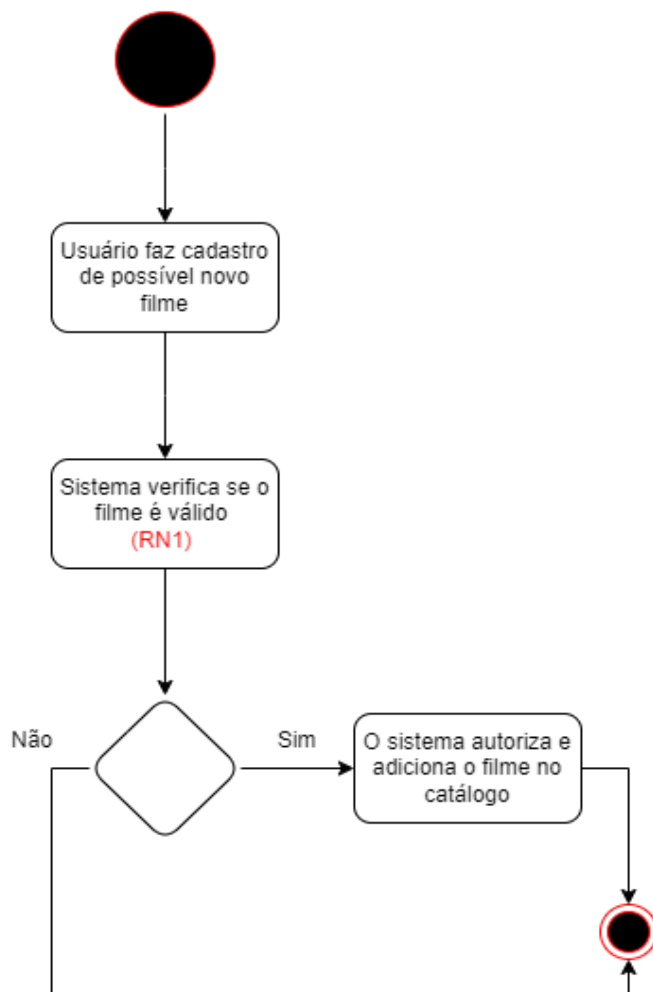 Usuário faz cadastro
de possível novo
filme
Sistema verifica se o
filme é válido
(RN1)
Não
Sim
O sistema autoriza e
adiciona o filme no
catálogo